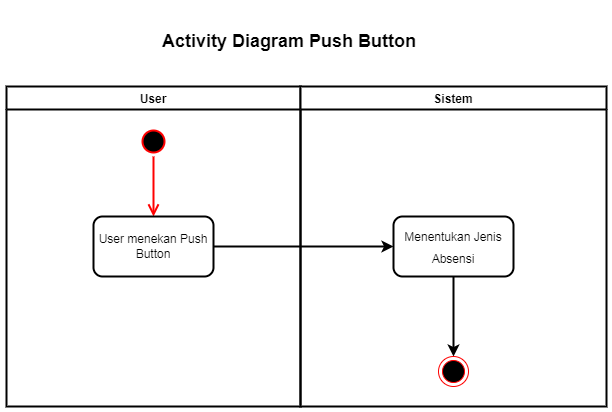 Activity Diagram Push Button
User
Sistem
User menekan Push
Button
Menentukan Jenis
Absensi